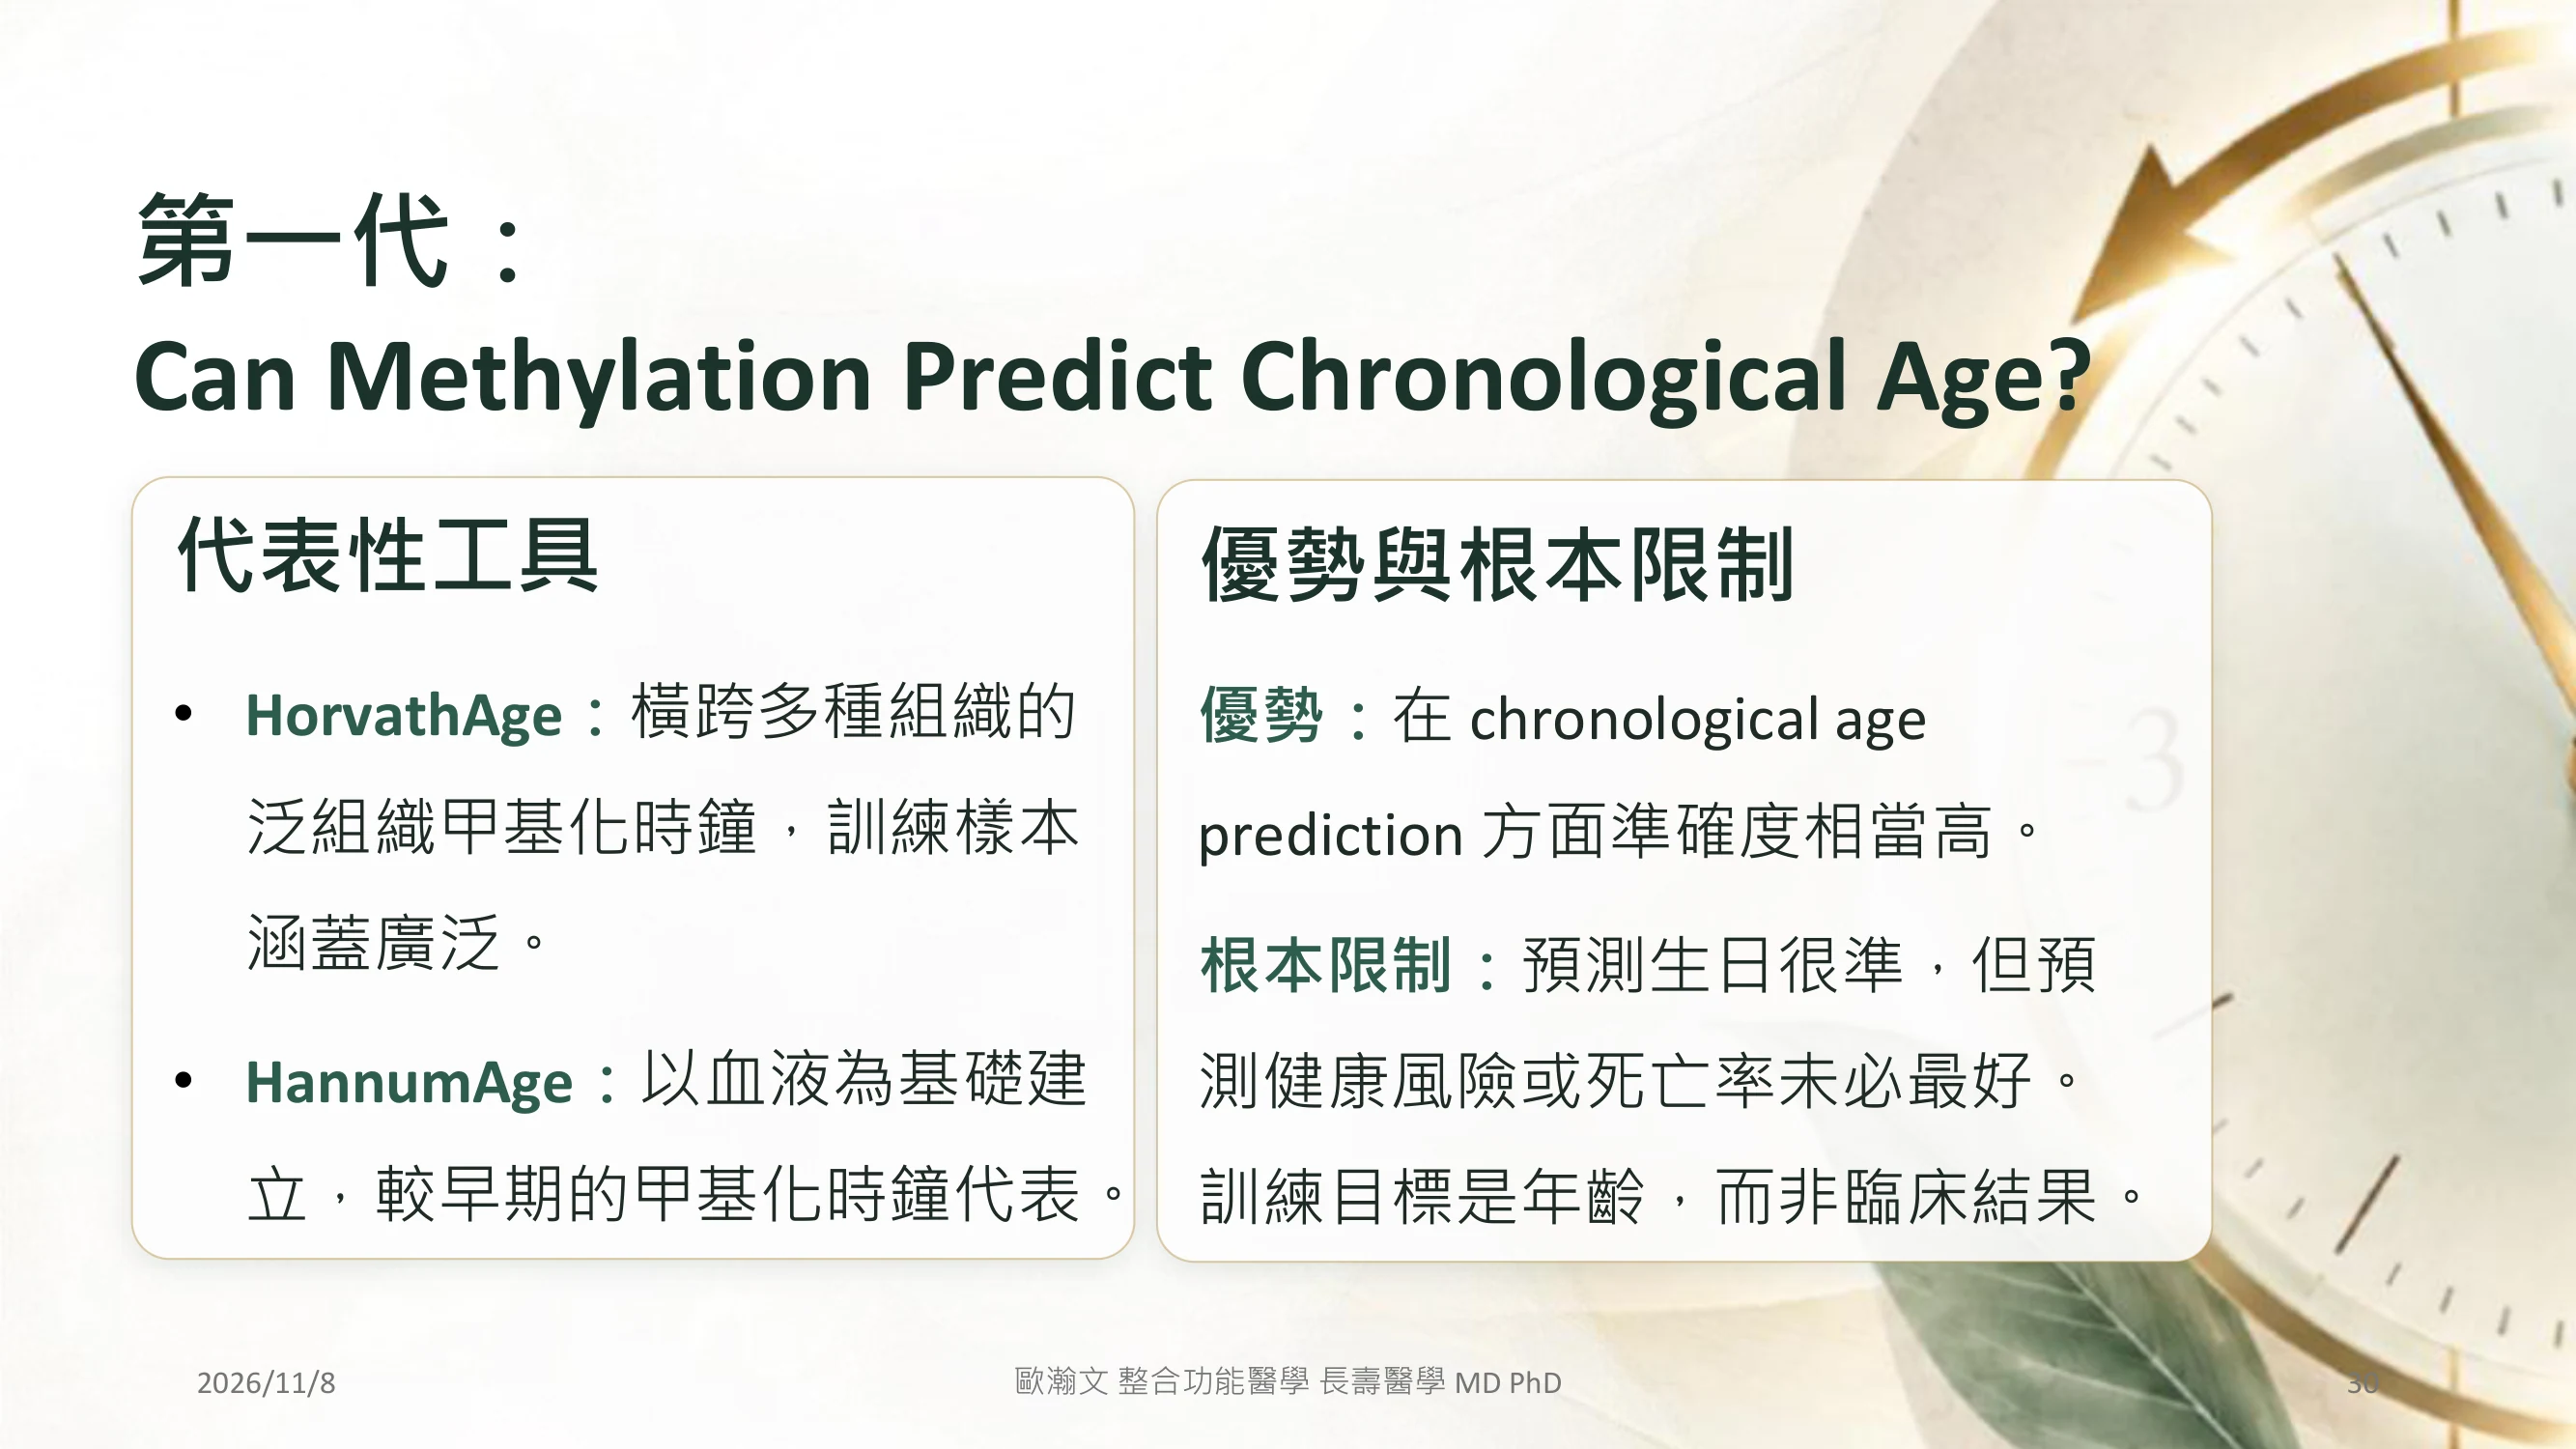 第一代：
Can Methylation Predict Chronological Age?
代表性工具
• HorvathAge：橫跨多種組織的
泛組織甲基化時鐘，訓練樣本
涵蓋廣泛。
• HannumAge：以血液為基礎建
立，較早期的甲基化時鐘代表。
優勢與根本限制
優勢：在 chronological age
prediction 方面準確度相當高。
根本限制：預測生日很準，但預
測健康風險或死亡率未必最好。
訓練目標是年齡，而非臨床結果。
3
2026/11/8
歐瀚文 整合功能醫學 長壽醫學 MD PhD
30